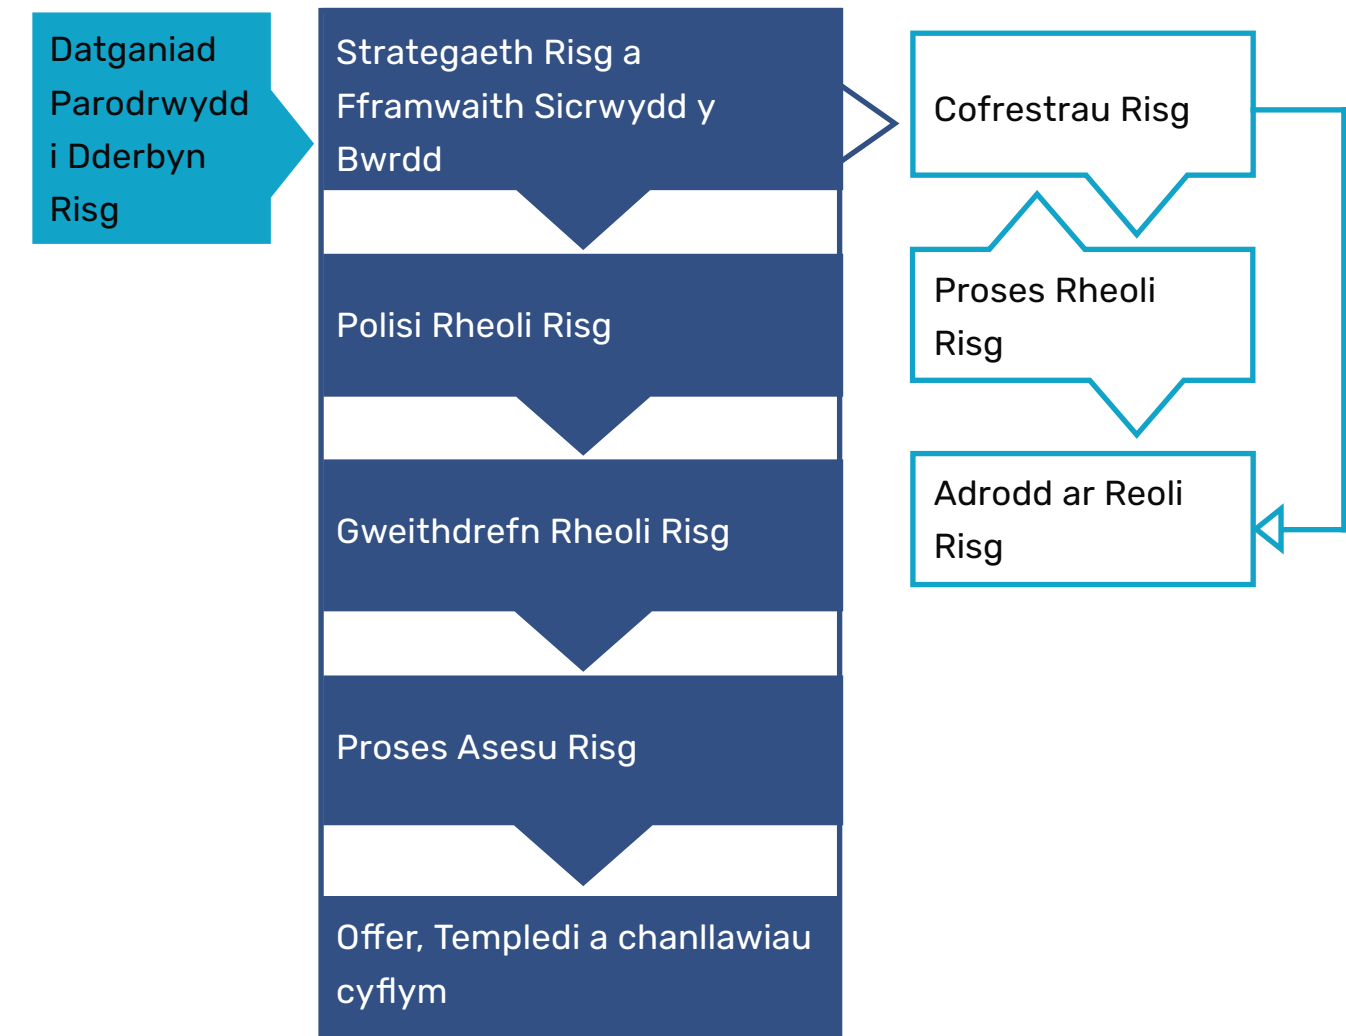 Datganiad
Parodrwydd
i Dderbyn
Risg
Strategaeth Risg a
Fframwaith Sicrwydd y
Bwrdd
Polisi Rheoli Risg
Gweithdrefn Rheoli Risg
Proses Asesu Risg
Offer, Templedi a chanllawiau
cyflym
Cofrestrau Risg
Proses Rheoli
Risg
Adrodd ar Reoli
Risg